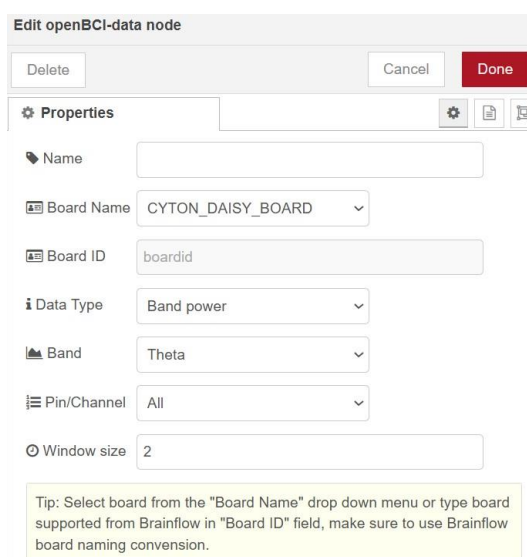 Edit openBCI-data node
Delete Cancel Done
Properties
Name
Board Name CYTON_DAISY_BOARD
Board ID boardid
Data Type Band power
Band Theta
Pin/Channel All
Window size 2
Tip: Select board from the "Board Name" drop down menu or type board
supported from Brainflow in "Board ID" field, make sure to use Brainflow
board naming convension.